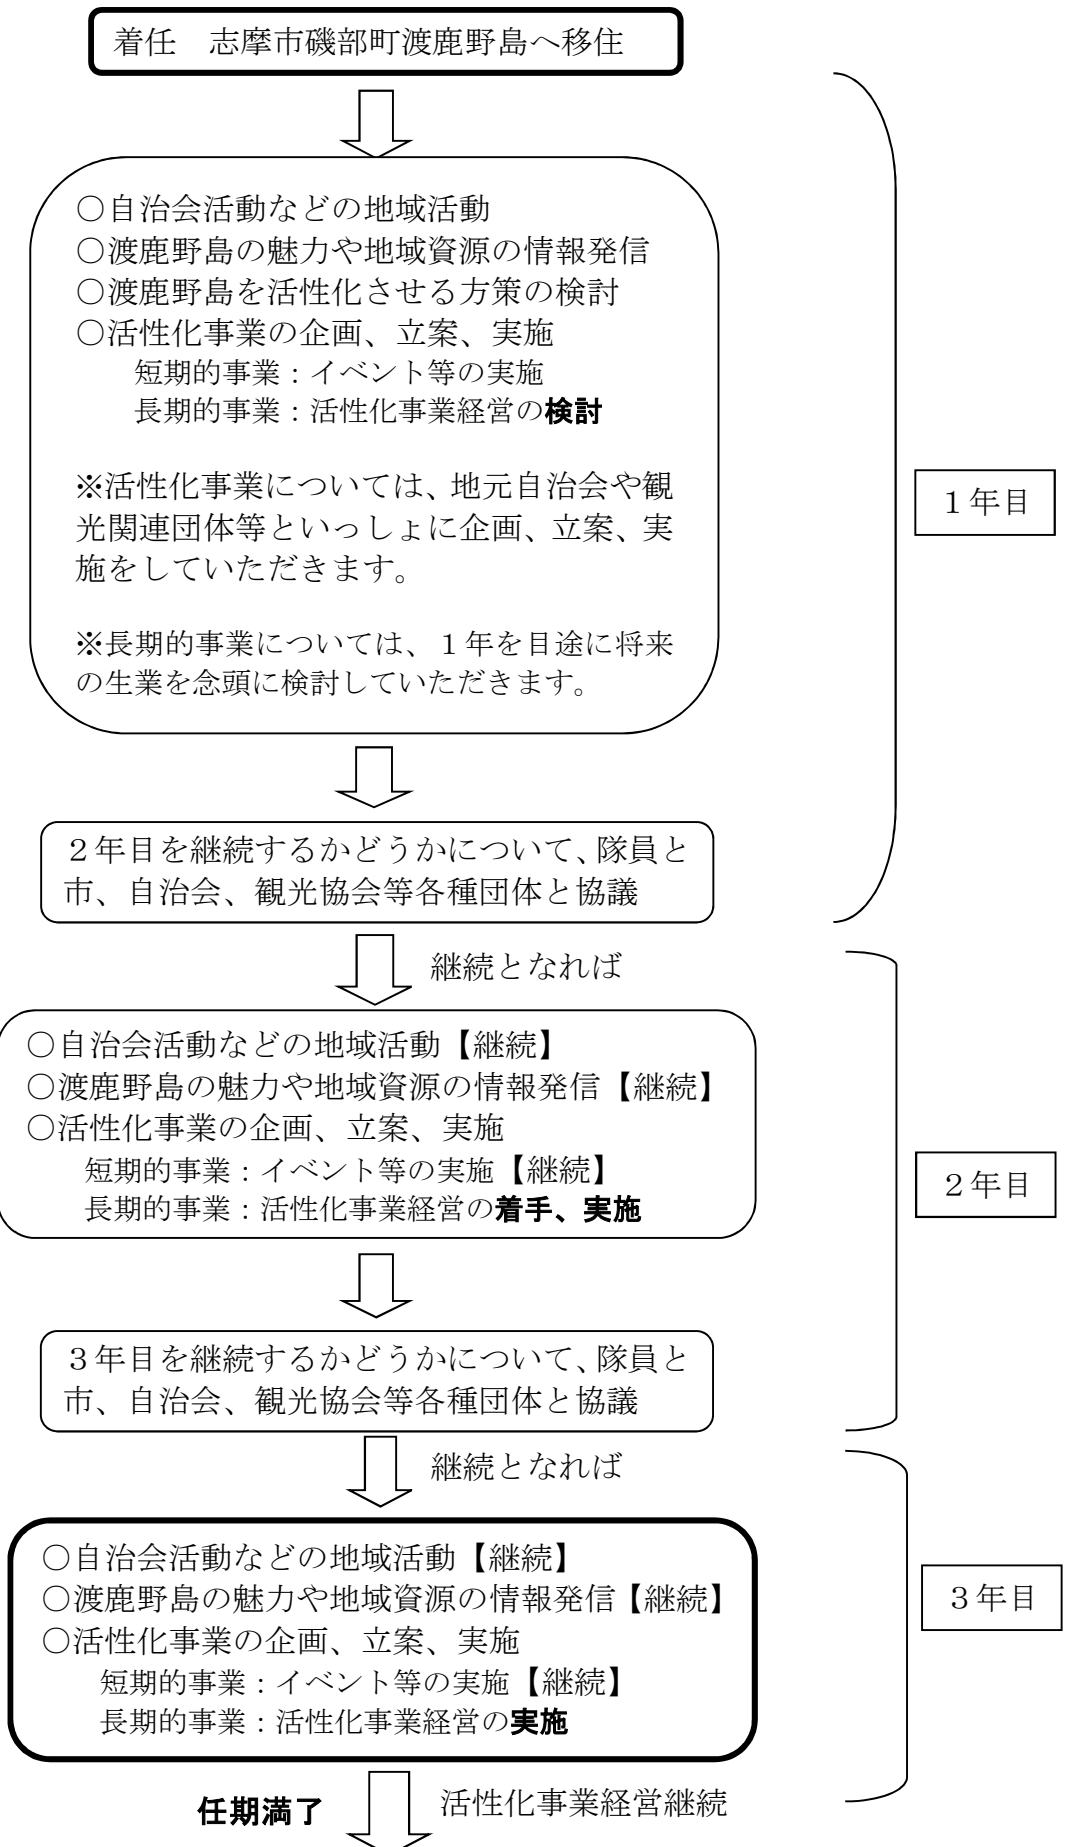 着任　志摩市磯部町渡鹿野島へ移住
○自治会活動などの地域活動
○渡鹿野島の魅力や地域資源の情報発信
○渡鹿野島を活性化させる方策の検討
○活性化事業の企画、立案、実施
短期的事業：イベント等の実施
長期的事業：活性化事業経営の検討
※活性化事業については、地元自治会や観
光関連団体等といっしょに企画、立案、実
施をしていただきます。
※長期的事業については、１年を目途に将来
の生業を念頭に検討していただきます。
１年目
２年目を継続するかどうかについて、隊員と
市、自治会、観光協会等各種団体と協議
継続となれば
○自治会活動などの地域活動【継続】
○渡鹿野島の魅力や地域資源の情報発信【継続】
○活性化事業の企画、立案、実施
短期的事業：イベント等の実施【継続】
長期的事業：活性化事業経営の着手、実施
２年目
３年目を継続するかどうかについて、隊員と
市、自治会、観光協会等各種団体と協議
継続となれば
○自治会活動などの地域活動【継続】
○渡鹿野島の魅力や地域資源の情報発信【継続】
○活性化事業の企画、立案、実施
短期的事業：イベント等の実施【継続】
長期的事業：活性化事業経営の実施
３年目
任期満了
活性化事業経営継続